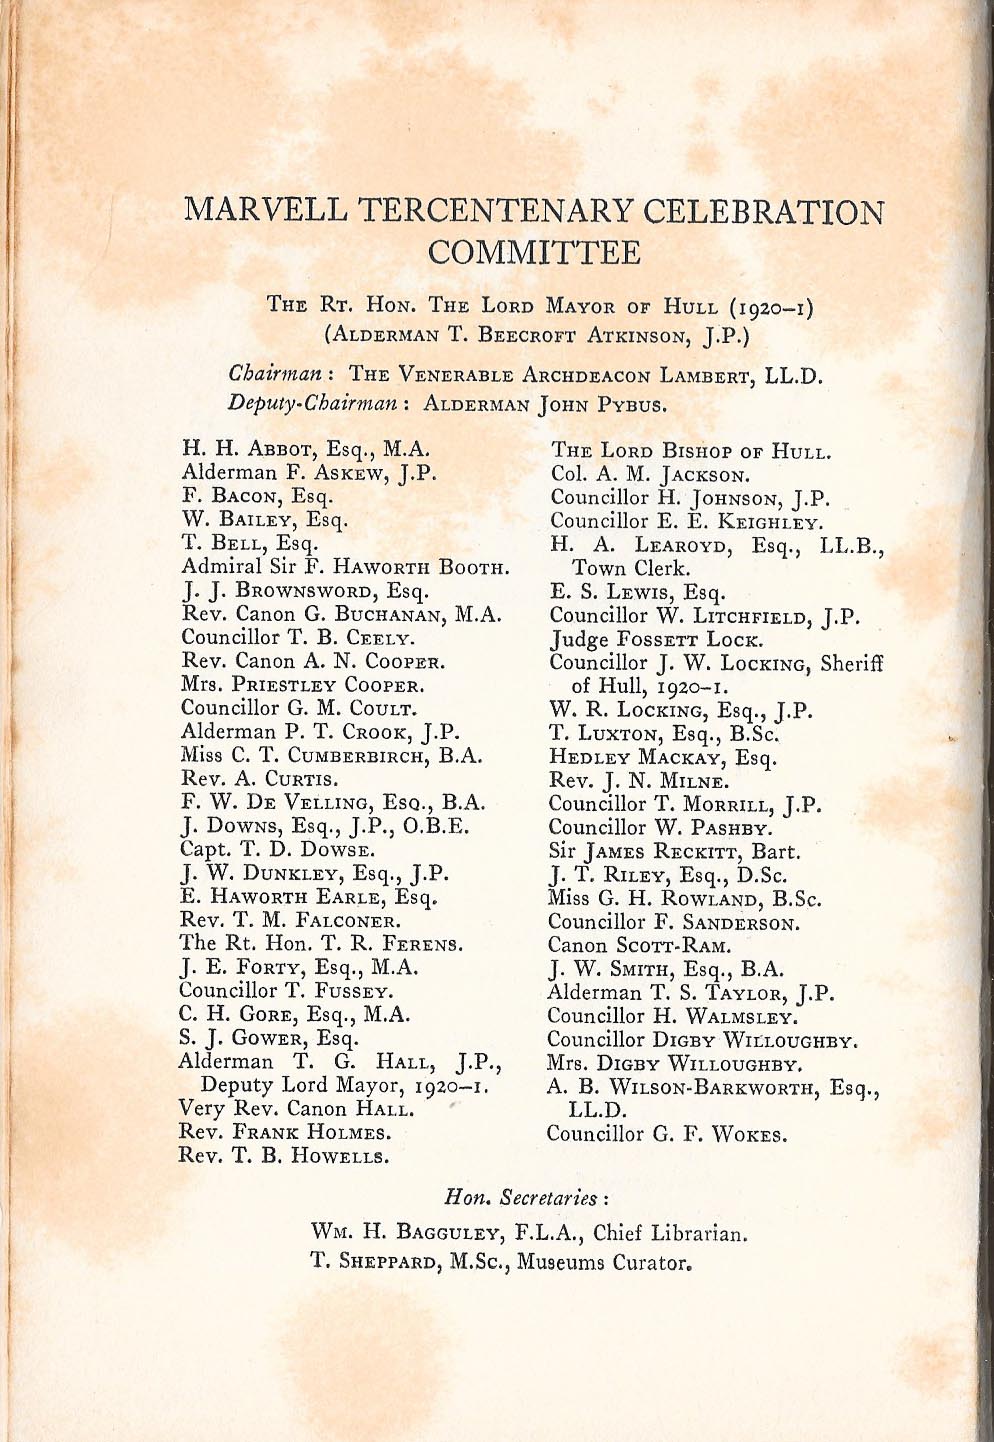 MARVELL TERCENTENARY CELEBRATION
COMMITTEE
THE RT. HON. THE LORD MAYOR OF HULL (1920–1)
(ALDERMAN T. BEECROFT ATKINSON, J.P.)
Chairman : THE VENERABLE ARCHDEACON LAMBERT, LL.D.
Deputy-Chairman : ALDERMAN JOHN PYBUS.
H. H. ABBOT, Esq., M.A.
Alderman F. ASKEW, J.P.
F. BACON, Esq.
W. BAILEY, Esq.
T. BELL, Esq.
Admiral Sir F. HAWORTH BOOTH.
J. J. BROWNSWORD, Esq.
Rev. Canon G. BUCHANAN, M.A.
Councillor T. B. CEELY.
Rev. Canon A. N. COOPER.
Mrs. PRIESTLEY COOPER.
Councillor G. M. COULT.
Alderman P. T. CROOK, J.P.
Miss C. T. CUMBERBIRCH, B.A.
Rev. A. CURTIS.
F. W. DE VELLING, ESQ., B.A.
J. DOWNS, Esq., J.P., O.B.E.
Capt. T. D. DOWSE.
J. W. DUNKLEY, Esq., J.P.
E. HAWORTH EARLE, Esq.
Rev. T. M. FALCONER.
The Rt. Hon. T. R. FERENS.
J. E. FORTY, Esq., M.A.
Councillor T. FUSSEY.
C. H. GORE, Esq., M.A.
S. J. GOWER, Esq.
Alderman T. G. HALL, J.P.,
Deputy Lord Mayor, 1920–1.
Very Rev. Canon HALL.
Rev. FRANK HOLMES.
Rev. T. B. HOWELLS.
THE LORD BISHOP OF HULL.
Col. A. M. JACKSON.
Councillor H. JOHNSON, J.P.
Councillor E. E. KEIGHLEY.
H. A. LEAROYD, Esq., LL.B.,
Town Clerk.
E. S. LEWIS, Esq.
Councillor W. LITCHFIELD, J.P.
Judge FOSSETT LOCK.
Councillor J. W. LOCKING, Sheriff
of Hull, 1920–1.
W. R. LOCKING, Esq., J.P.
T. LUXTON, Esq., B.Sc.
HEDLEY MACKAY, Esq.
Rev. J. N. MILNE.
Councillor T. MORRILL, J.P.
Councillor W. PASHBY.
Sir JAMES RECKITT, Bart.
J. T. RILEY, Esq., D.Sc.
Miss G. H. ROWLAND, B.Sc.
Councillor F. SANDERSON.
Canon SCOTT-RAM.
J. W. SMITH, Esq., B.A.
Alderman T. S. TAYLOR, J.P.
Councillor H. WALMSLEY.
Councillor DIGBY WILLOUGHBY.
Mrs. DIGBY WILLOUGHBY.
A. B. WILSON-BARKWORTH, Esq.,
LL.D.
Councillor G. F. WOKES.
Hon. Secretaries :
WM. H. BAGGULEY, F.L.A., Chief Librarian.
T. SHEPPARD, M.Sc., Museums Curator.